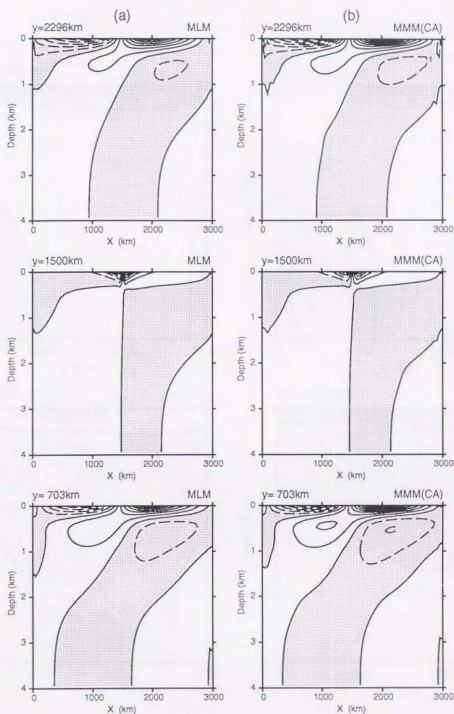 (a) (b)
y=2296km MLM y=2296km MMM(CA)
0 0
1 1
2 2
3 3
4 4
Depth (km) Depth (km)
0 1000 2000 3000 0 1000 2000 3000
X (km) X (km)
y=1500km MLM y=1500km MMM(CA)
0 0
1 1
2 2
3 3
4 4
Depth (km) Depth (km)
0 1000 2000 3000 0 1000 2000 3000
X (km) X (km)
y= 703km MLM y= 703km MMM(CA)
0 0
1 1
2 2
3 3
4 4
Depth (km) Depth (km)
0 1000 2000 3000 0 1000 2000 3000
X (km) X (km)